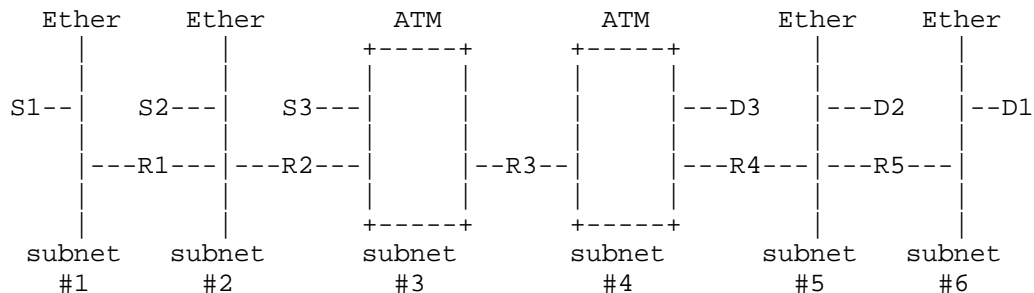 Ether Ether ATM ATM Ether Ether
S1 S2 S3 D3 D2 D1
R1 R2 R3 R4 R5
subnet subnet subnet subnet subnet subnet
#1 #2 #3 #4 #5 #6